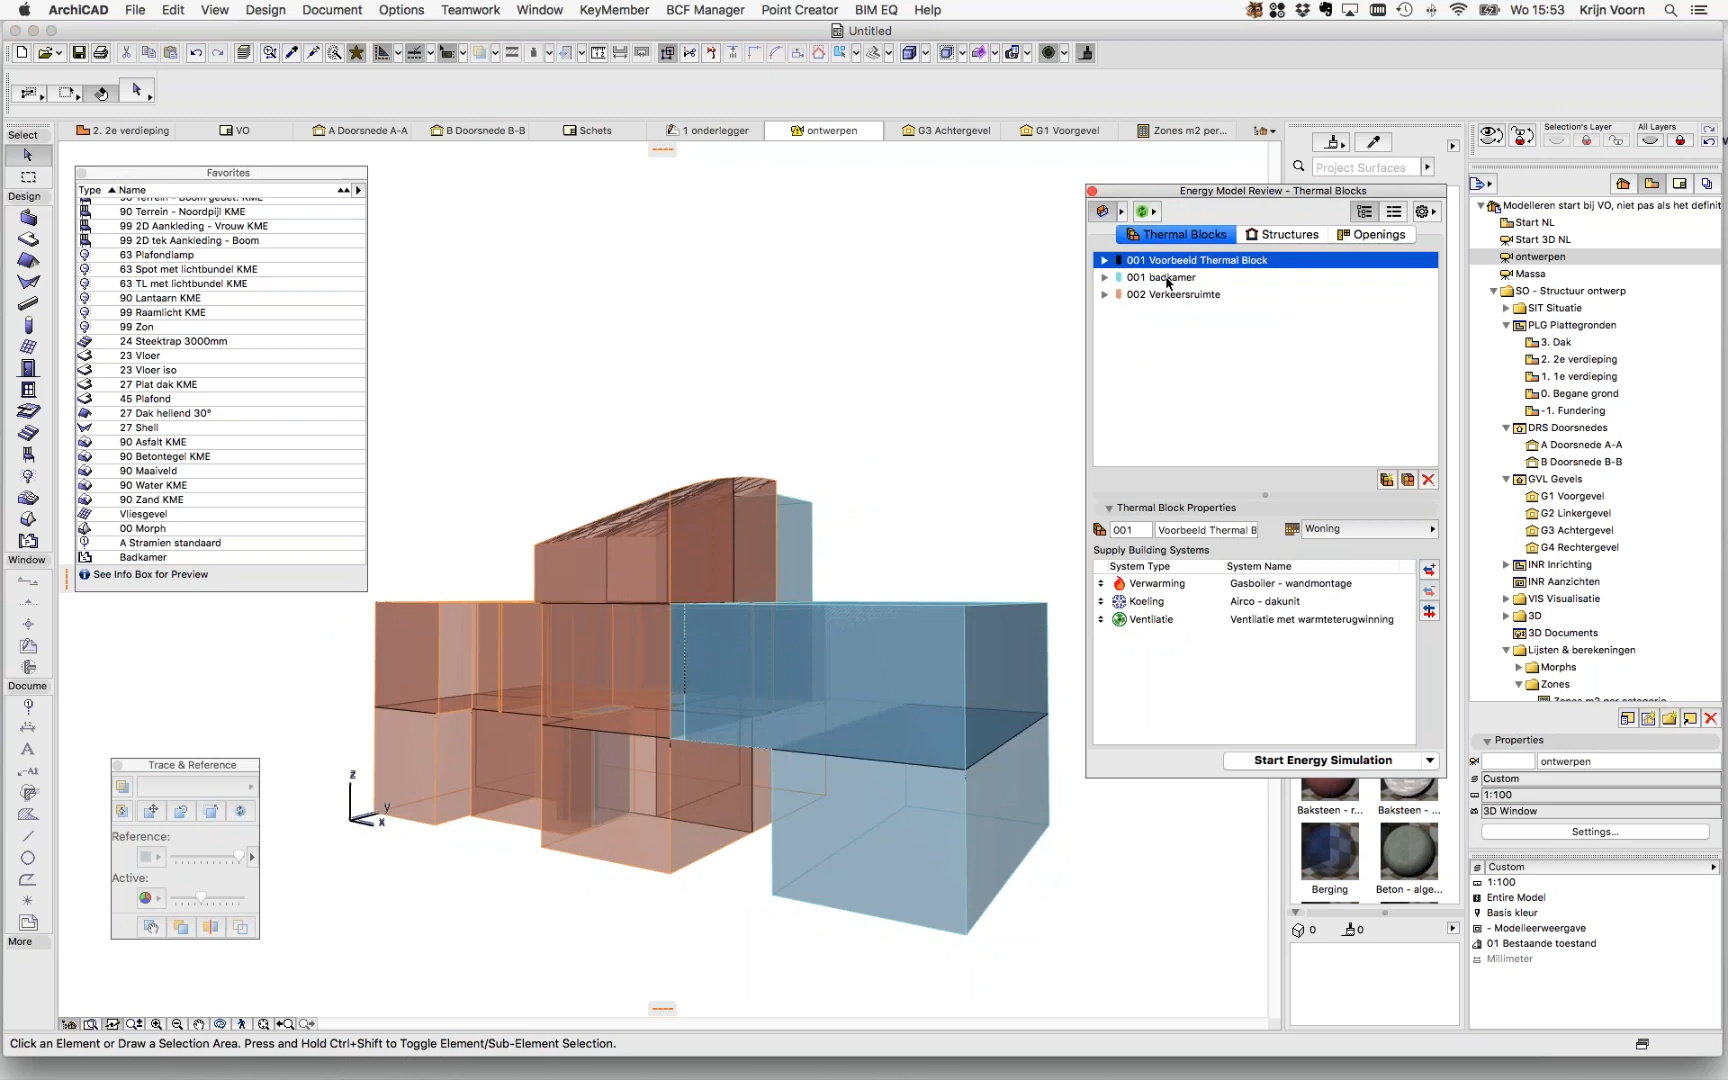 ArchiCAD File Edit View Design Document Options Teamwork Window KeyMember BCF Manager Point Creator BIM EQ Help Wo 15:53 Krijn Voorn
Untitled
Select
2. 2e verdieping VO A Doorsnede A-A B Doorsnede B-B Schets 1 onderlegger ontwerpen G3 Achtergevel G1 Voorgevel Zones m2 per...
Selection's Layer All Layers
Project Surfaces
Design
Window
Docume
More
Favorites
Type Name
90 Terrein - Noordpijl KME
99 2D Aankleding - Vrouw KME
99 2D tek Aankleding - Boom
63 Plafondlamp
63 Spot met lichtbundel KME
63 TL met lichtbundel KME
90 Lantaarn KME
99 Raamlicht KME
99 Zon
24 Steektrap 3000mm
23 Vloer
23 Vloer iso
27 Plat dak KME
45 Plafond
27 Dak hellend 30°
27 Shell
90 Asfalt KME
90 Betontegel KME
90 Maaiveld
90 Water KME
90 Zand KME
Vliesgevel
00 Morph
A Stramien standaard
Badkamer
See Info Box for Preview
Trace & Reference
Reference:
Active:
z
y
x
Energy Model Review - Thermal Blocks
Thermal Blocks Structures Openings
001 Voorbeeld Thermal Block
001 badkamer
002 Verkeersruimte
Thermal Block Properties
001 Voorbeeld Thermal B Woning
Supply Building Systems
System Type System Name
Verwarming Gasboiler - wandmontage
Koeling Airco - dakunit
Ventilatie Ventilatie met warmteterugwinning
Start Energy Simulation
Baksteen - r... Baksteen - ...
Berging Beton - alge...
0 0
Modelleren start bij VO, niet pas als het definit
Start NL
Start 3D NL
ontwerpen
Massa
SO - Structuur ontwerp
SIT Situatie
PLG Plattegronden
3. Dak
2. 2e verdieping
1. 1e verdieping
0. Begane grond
-1. Fundering
DRS Doorsnedes
A Doorsnede A-A
B Doorsnede B-B
GVL Gevels
G1 Voorgevel
G2 Linkergevel
G3 Achtergevel
G4 Rechtergevel
INR Inrichting
INR Aanzichten
VIS Visualisatie
3D
3D Documents
Lijsten & berekeningen
Morphs
Zones
Zones m2 per categorie
Properties
ontwerpen
Custom
1:100
3D Window
Settings...
Custom
1:100
Entire Model
Basis kleur
- Modelleerweergave
01 Bestaande toestand
Millimeter
Click an Element or Draw a Selection Area. Press and Hold Ctrl+Shift to Toggle Element/Sub-Element Selection.